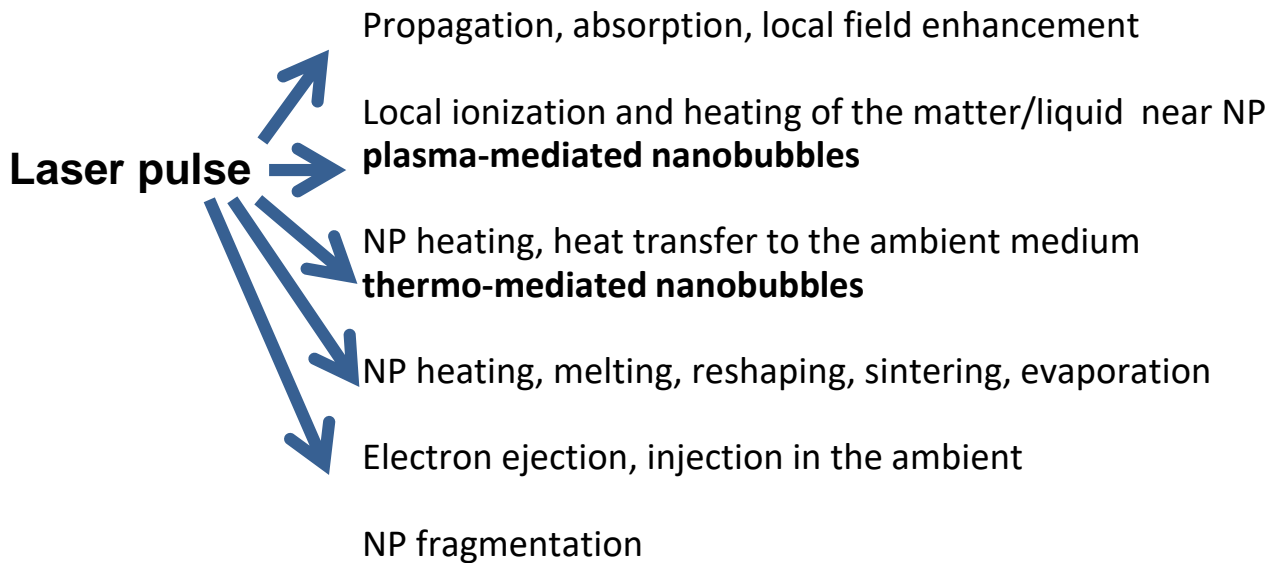 Propagation, absorption, local field enhancement
Local ionization and heating of the matter/liquid near NP
plasma-mediated nanobubbles
Laser pulse
NP heating, heat transfer to the ambient medium
thermo-mediated nanobubbles
NP heating, melting, reshaping, sintering, evaporation
Electron ejection, injection in the ambient
NP fragmentation